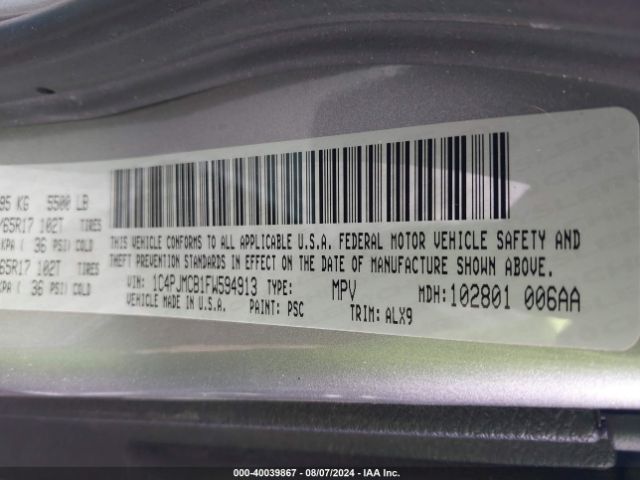 95 KG 5500 LB
/65R17 102T TIRES
KPA ( 36 PSI) COLD
65R17 102T TIRES
KPA ( 36 PSI) COLD
THIS VEHICLE CONFORMS TO ALL APPLICABLE U.S.A. FEDERAL MOTOR VEHICLE SAFETY AND
THEFT PREVENTION STANDARDS IN EFFECT ON THE DATE OF MANUFACTURE SHOWN ABOVE.
VIN: 1C4PJMCB1FW594913 TYPE: MPV MDH: 102801 006AA
VEHICLE MADE IN U.S.A. PAINT: PSC TRIM: ALX9
000-40039867 - 08/07/2024 - IAA Inc.